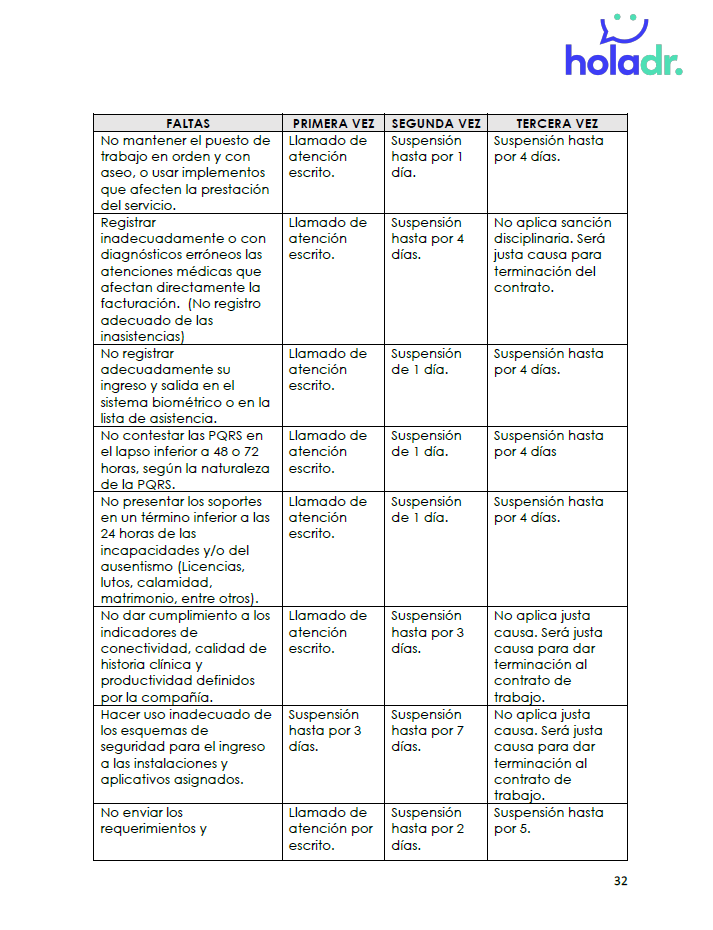 holadr.
FALTAS PRIMERA VEZ SEGUNDA VEZ TERCERA VEZ
No mantener el puesto de Llamado de Suspensión Suspensión hasta
trabajo en orden y con atención hasta por 1 por 4 días.
aseo, o usar implementos escrito. día.
que afecten la prestación
del servicio.
Registrar Llamado de Suspensión No aplica sanción
inadecuadamente o con atención hasta por 4 disciplinaria. Será
diagnósticos erróneos las escrito. días. justa causa para
atenciones médicas que terminación del
afectan directamente la contrato.
facturación. (No registro
adecuado de las
inasistencias)
No registrar Llamado de Suspensión Suspensión hasta
adecuadamente su atención de 1 día. por 4 días.
ingreso y salida en el escrito.
sistema biométrico o en la
lista de asistencia.
No contestar las PQRS en Llamado de Suspensión Suspensión hasta
el lapso inferior a 48 o 72 atención de 1 día. por 4 días
horas, según la naturaleza escrito.
de la PQRS.
No presentar los soportes Llamado de Suspensión Suspensión hasta
en un término inferior a las atención de 1 día. por 4 días.
24 horas de las escrito.
incapacidades y/o del
ausentismo (Licencias,
lutos, calamidad,
matrimonio, entre otros).
No dar cumplimiento a los Llamado de Suspensión No aplica justa
indicadores de atención hasta por 3 causa. Será justa
conectividad, calidad de escrito. días. causa para dar
historia clínica y terminación al
productividad definidos contrato de
por la compañía. trabajo.
Hacer uso inadecuado de Suspensión Suspensión No aplica justa
los esquemas de hasta por 3 hasta por 7 causa. Será justa
seguridad para el ingreso días. días. causa para dar
a las instalaciones y terminación al
aplicativos asignados. contrato de
trabajo.
No enviar los Llamado de Suspensión Suspensión hasta
requerimientos y atención por hasta por 2 por 5.
escrito. días.
32